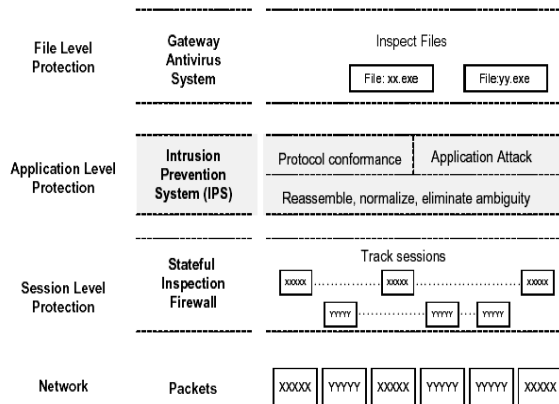 File Level
Protection
Gateway
Antivirus
System
Inspect Files
File: xx.exe
File:yy.exe
Application Level
Protection
Intrusion
Prevention
System (IPS)
Protocol conformance
Application Attack
Reassemble, normalize, eliminate ambiguity
Session Level
Protection
Stateful
Inspection
Firewall
Track sessions
XXXXX
XXXXX
XXXXX
YYYYY
YYYYY
YYYYY
Network
Packets
XXXXX
YYYYY
XXXXX
YYYYY
YYYYY
XXXXX